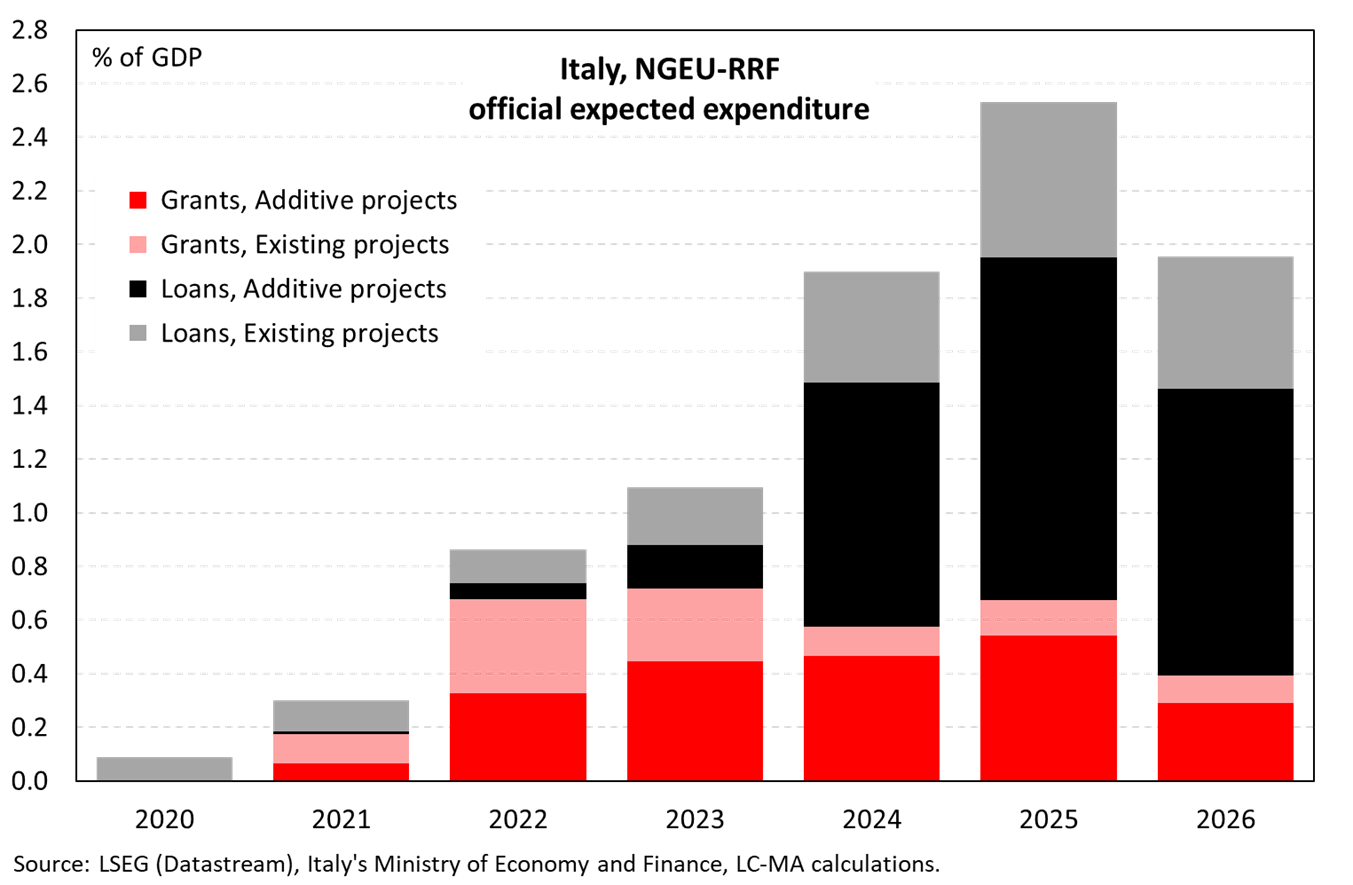 % of GDP
Italy, NGEU-RRF
official expected expenditure
2.8
2.6
2.4
2.2
2.0
1.8
1.6
1.4
1.2
1.0
0.8
0.6
0.4
0.2
0.0
Grants, Additive projects
Grants, Existing projects
Loans, Additive projects
Loans, Existing projects
2020 2021 2022 2023 2024 2025 2026
Source: LSEG (Datastream), Italy's Ministry of Economy and Finance, LC-MA calculations.